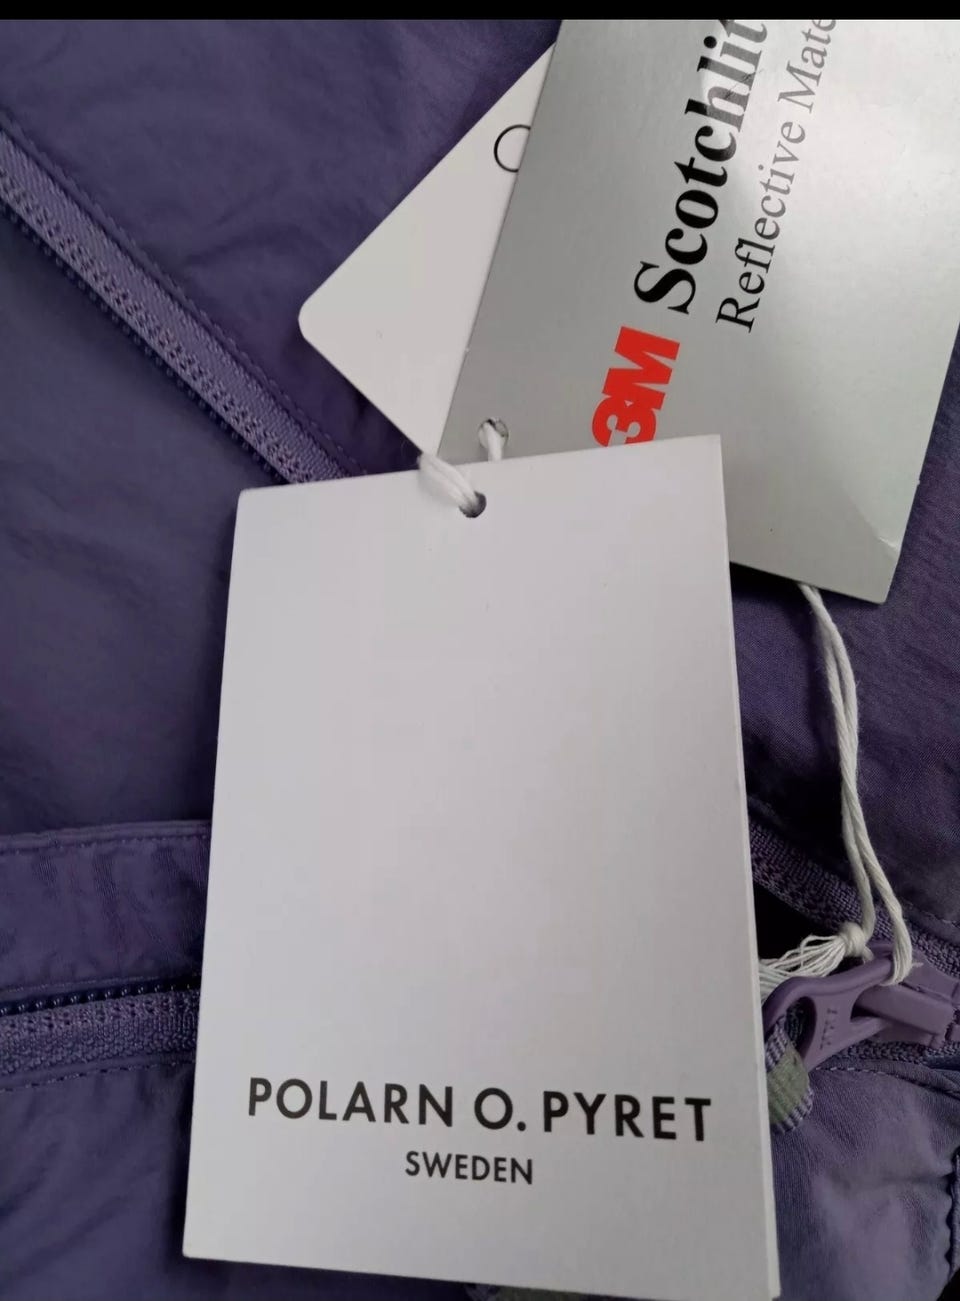 3M Scotchlit
Reflective Mate
POLARN O. PYRET
SWEDEN